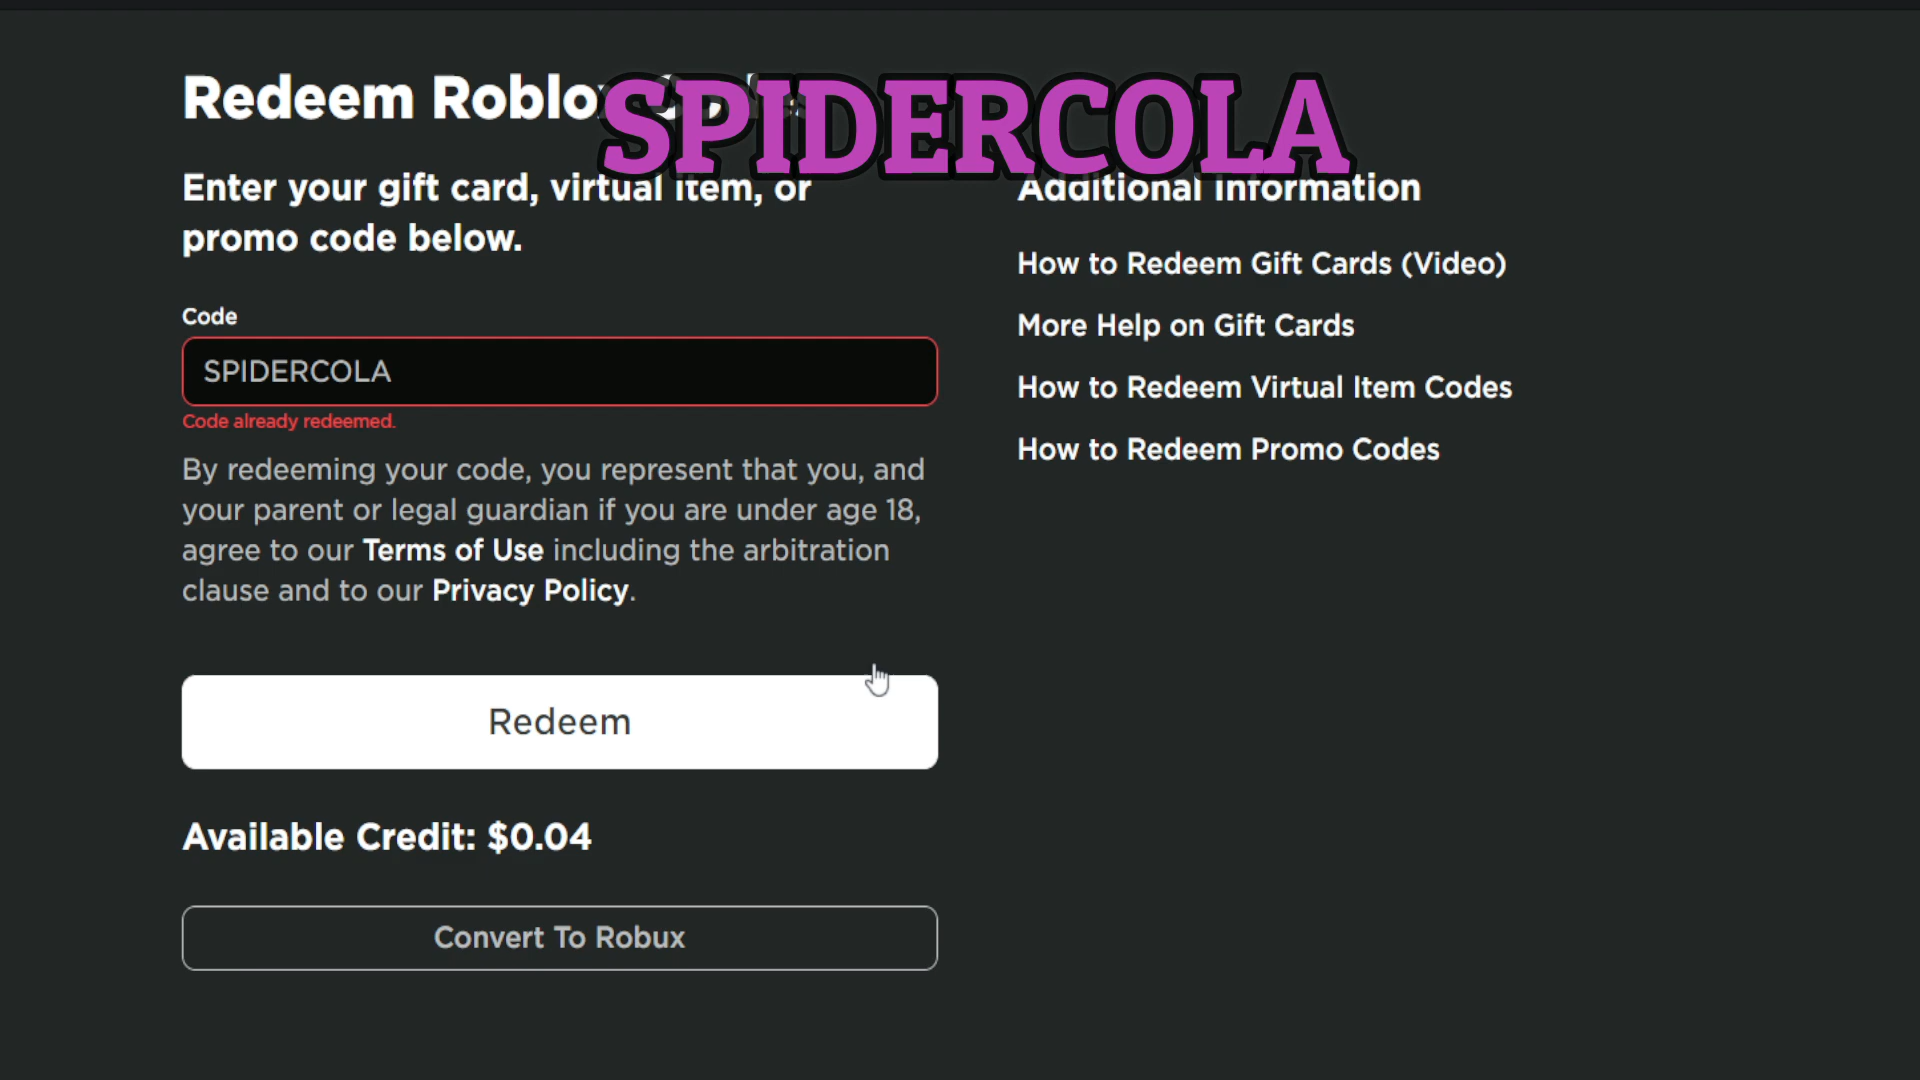 Redeem Roblox
SPIDERCOLA
Enter your gift card, virtual item, or
promo code below.
Code
SPIDERCOLA
Code already redeemed.
By redeeming your code, you represent that you, and
your parent or legal guardian if you are under age 18,
agree to our Terms of Use including the arbitration
clause and to our Privacy Policy.
Redeem
Available Credit: $0.04
Convert To Robux
Additional Information
How to Redeem Gift Cards (Video)
More Help on Gift Cards
How to Redeem Virtual Item Codes
How to Redeem Promo Codes